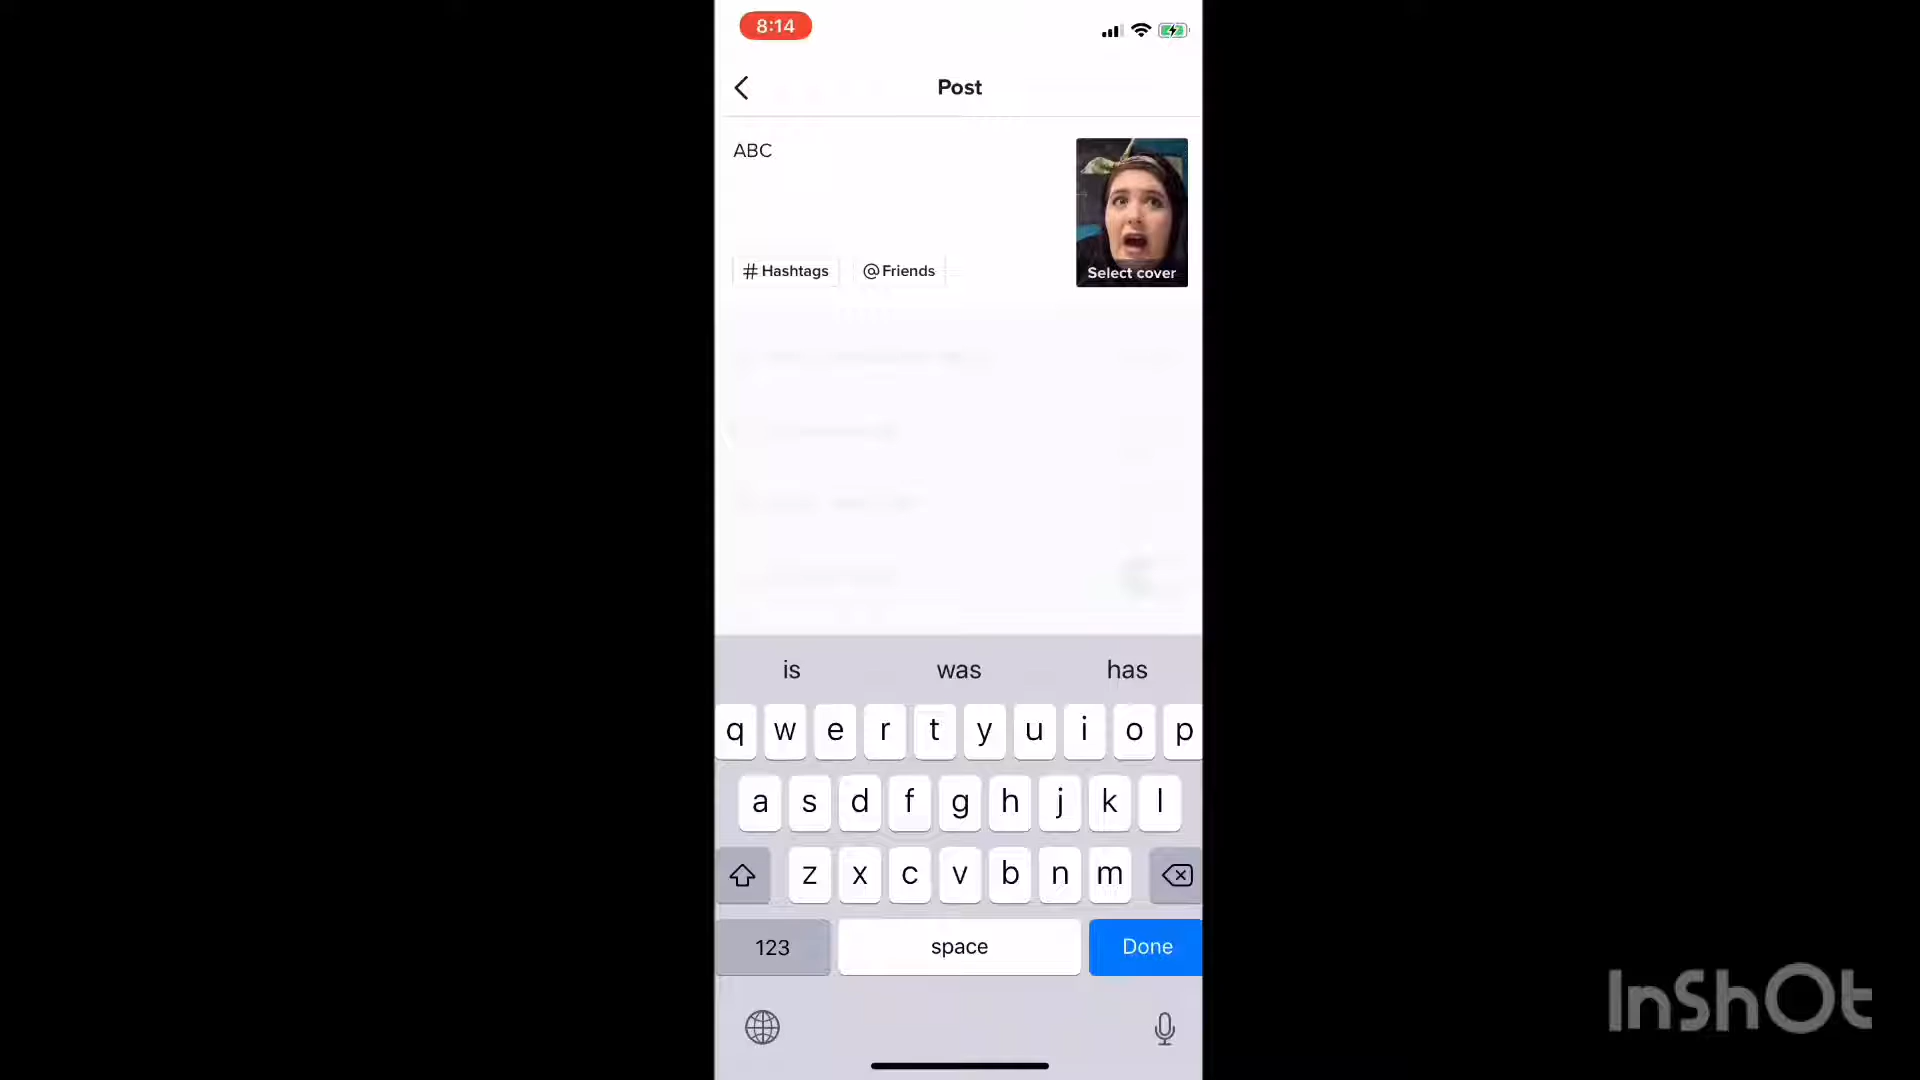 8:14
Post
ABC
# Hashtags @ Friends
Select cover
is was has
q w e r t y u i o p
a s d f g h j k l
z x c v b n m
123 space Done
InShOt